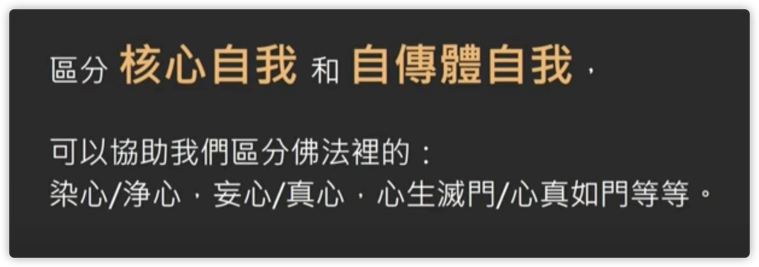 區分 核心自我 和 自傳體自我，
可以協助我們區分佛法裡的：
染心/淨心，妄心/真心，心生滅門/心真如門等等。